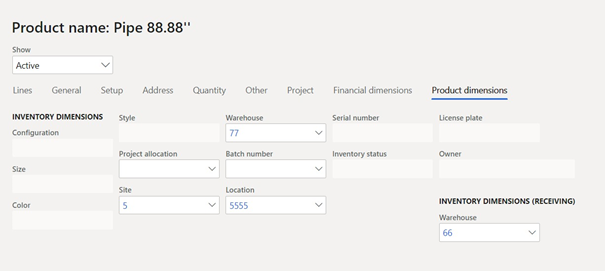 Product name: Pipe 88.88''
Show
Active
Lines General Setup Address Quantity Other Project Financial dimensions Product dimensions
INVENTORY DIMENSIONS
Configuration
Size
Color
Style
Project allocation
Site
5
Warehouse
77
Batch number
Location
5555
Serial number
Inventory status
License plate
Owner
INVENTORY DIMENSIONS (RECEIVING)
Warehouse
66